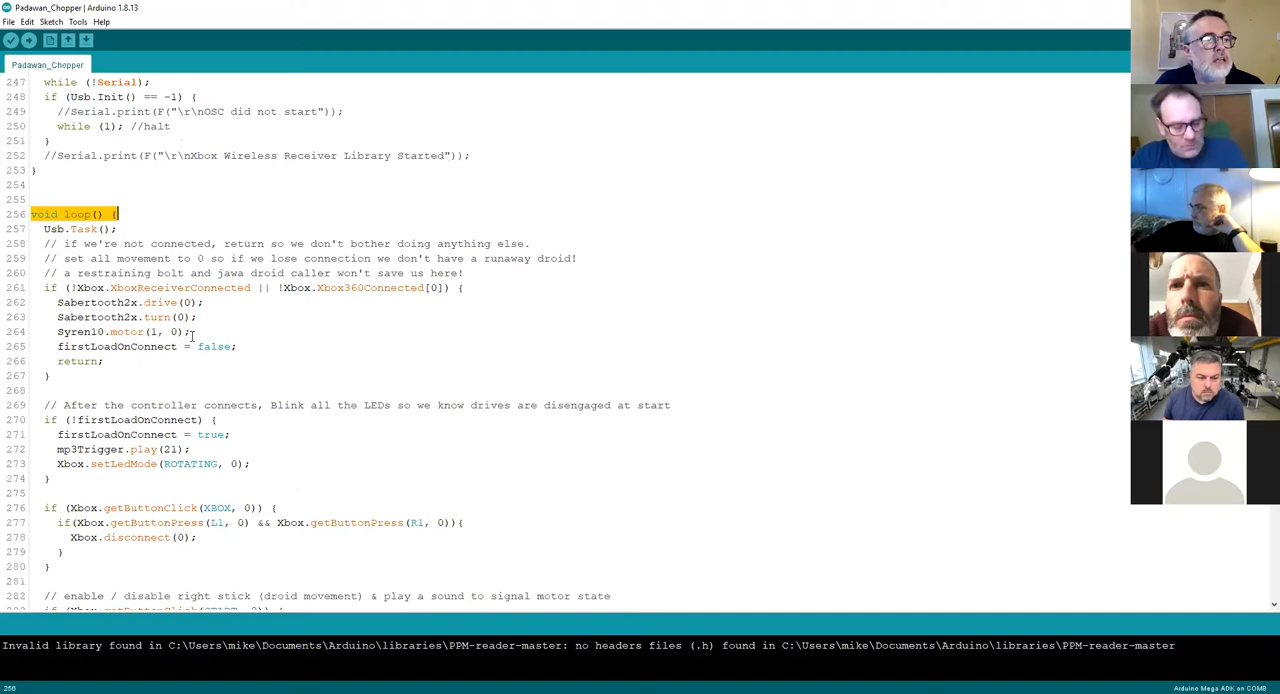 Padawan_Chopper | Arduino 1.8.13
File Edit Sketch Tools Help
Padawan_Chopper
247 while (!Serial);
248 if (Usb.Init() == -1) {
249 //Serial.print(F("\r\nOSC did not start"));
250 while (1); //halt
251 }
252 //Serial.print(F("\r\nXbox Wireless Receiver Library Started"));
253 }
254
255
256 void loop() {
257 Usb.Task();
258 // if we're not connected, return so we don't bother doing anything else.
259 // set all movement to 0 so if we lose connection we don't have a runaway droid!
260 // a restraining bolt and jawa droid caller won't save us here!
261 if (!Xbox.XboxReceiverConnected || !Xbox.Xbox360Connected[0]) {
262 Sabertooth2x.drive(0);
263 Sabertooth2x.turn(0);
264 Syren10.motor(1, 0);
265 firstLoadOnConnect = false;
266 return;
267 }
268
269 // After the controller connects, Blink all the LEDs so we know drives are disengaged at start
270 if (!firstLoadOnConnect) {
271 firstLoadOnConnect = true;
272 mp3Trigger.play(21);
273 Xbox.setLedMode(ROTATING, 0);
274 }
275
276 if (Xbox.getButtonClick(XBOX, 0)) {
277 if(Xbox.getButtonPress(L1, 0) && Xbox.getButtonPress(R1, 0)){
278 Xbox.disconnect(0);
279 }
280 }
281
282 // enable / disable right stick (droid movement) & play a sound to signal motor state
283 if (Xbox.getButtonClick(START, 0)) {
Invalid library found in C:\Users\mike\Documents\Arduino\libraries\PPM-reader-master: no headers files (.h) found in C:\Users\mike\Documents\Arduino\libraries\PPM-reader-master
256
Arduino Mega ADK on COM8